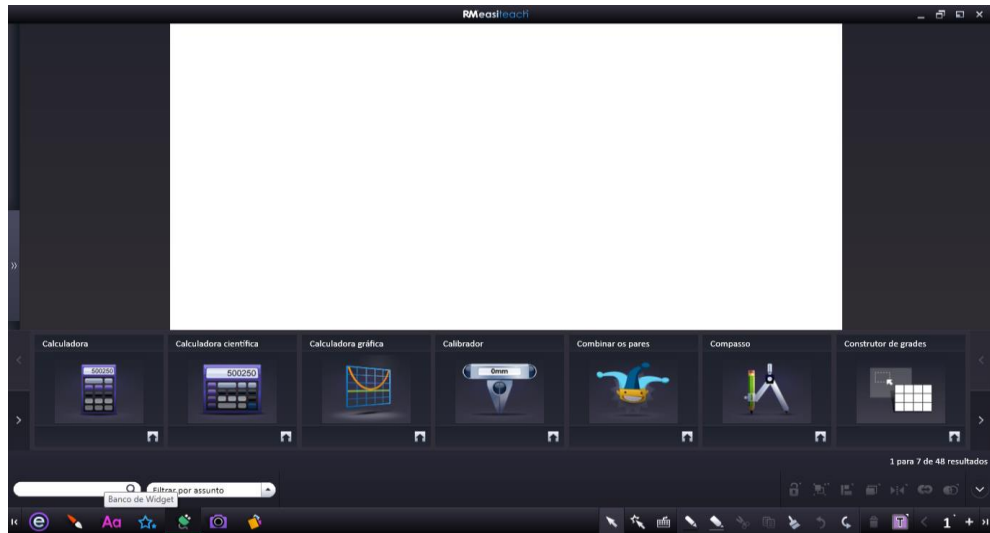 RMeasiteach
Calculadora
Calculadora científica
Calculadora gráfica
Calibrador
Combinar os pares
Compasso
Construtor de grades
500250
500250
0mm
1 para 7 de 48 resultados
Filtrar por assunto
Banco de Widget
e
Aa
T
1